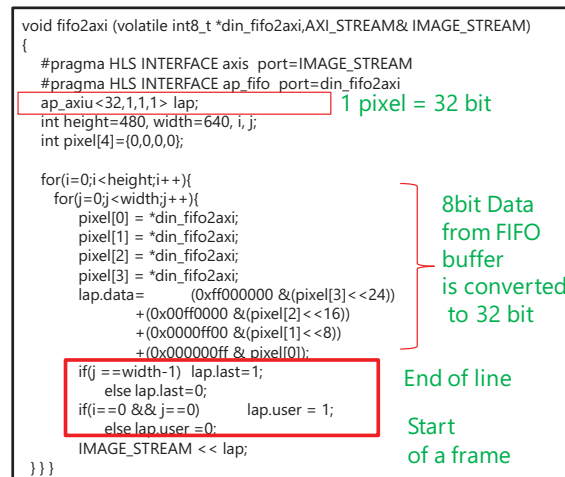 void fifo2axi (volatile int8_t *din_fifo2axi,AXI_STREAM& IMAGE_STREAM)
{
#pragma HLS INTERFACE axis port=IMAGE_STREAM
#pragma HLS INTERFACE ap_fifo port=din_fifo2axi
ap_axiu<32,1,1,1> lap;
1 pixel = 32 bit
int height=480, width=640, i, j;
int pixel[4]={0,0,0,0};
for(i=0;i<height;i++){
for(j=0;j<width;j++){
pixel[0] = *din_fifo2axi;
pixel[1] = *din_fifo2axi;
pixel[2] = *din_fifo2axi;
pixel[3] = *din_fifo2axi;
lap.data= (0xff000000 &(pixel[3]<<24))
+(0x00ff0000 &(pixel[2]<<16))
+(0x0000ff00 &(pixel[1]<<8))
+(0x000000ff & pixel[0]);
8bit Data
from FIFO
buffer
is converted
to 32 bit
if(j ==width-1) lap.last=1;
else lap.last=0;
if(i==0 && j==0) lap.user = 1;
else lap.user =0;
End of line
Start
of a frame
IMAGE_STREAM << lap;
} } }